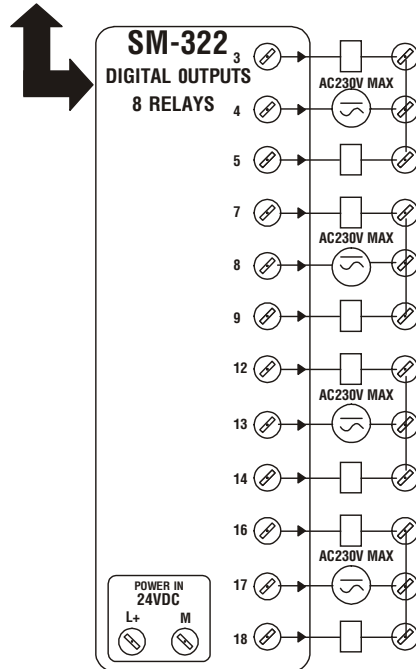 SM-322
DIGITAL OUTPUTS
8 RELAYS
3
AC230V MAX
4
5
7
AC230V MAX
8
9
12
AC230V MAX
13
14
16
AC230V MAX
17
18
POWER IN
24VDC
L+ M